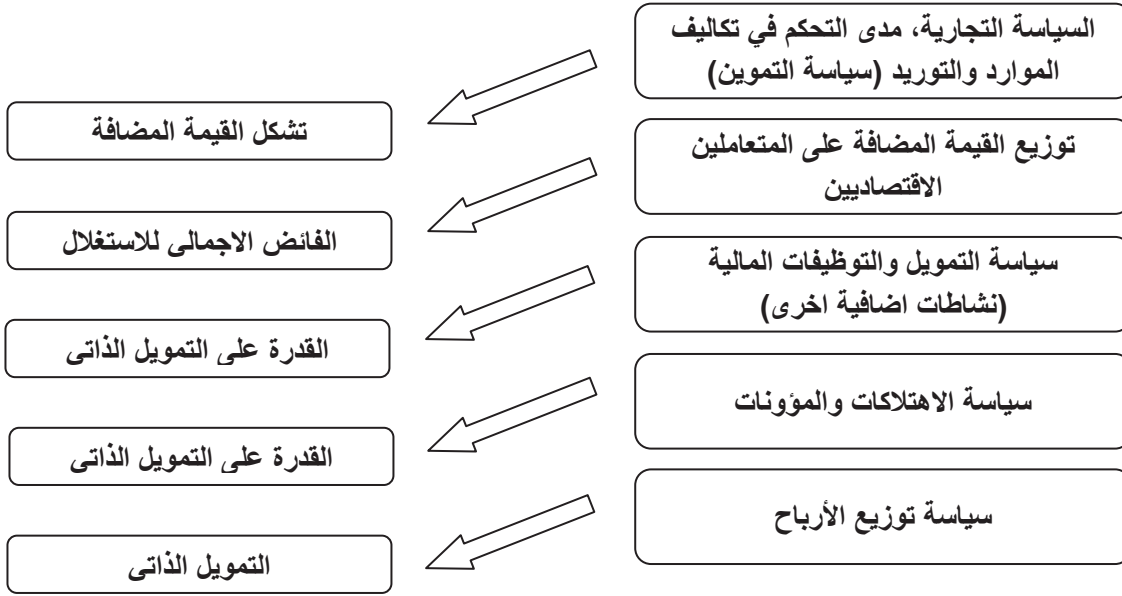 السياسة التجارية، مدى التحكم في تكاليف
الموارد والتوريد (سياسة التموين)
تشكل القيمة المضافة
توزيع القيمة المضافة على المتعاملين
الاقتصاديين
الفائض الاجمالى للاستغلال
سياسة التمويل والتوظيفات المالية
(نشاطات اضافية اخرى)
القدرة على التمويل الذاتى
سياسة الاهتلاكات والمؤونات
القدرة على التمويل الذاتى
سياسة توزيع الأرباح
التمويل الذاتى